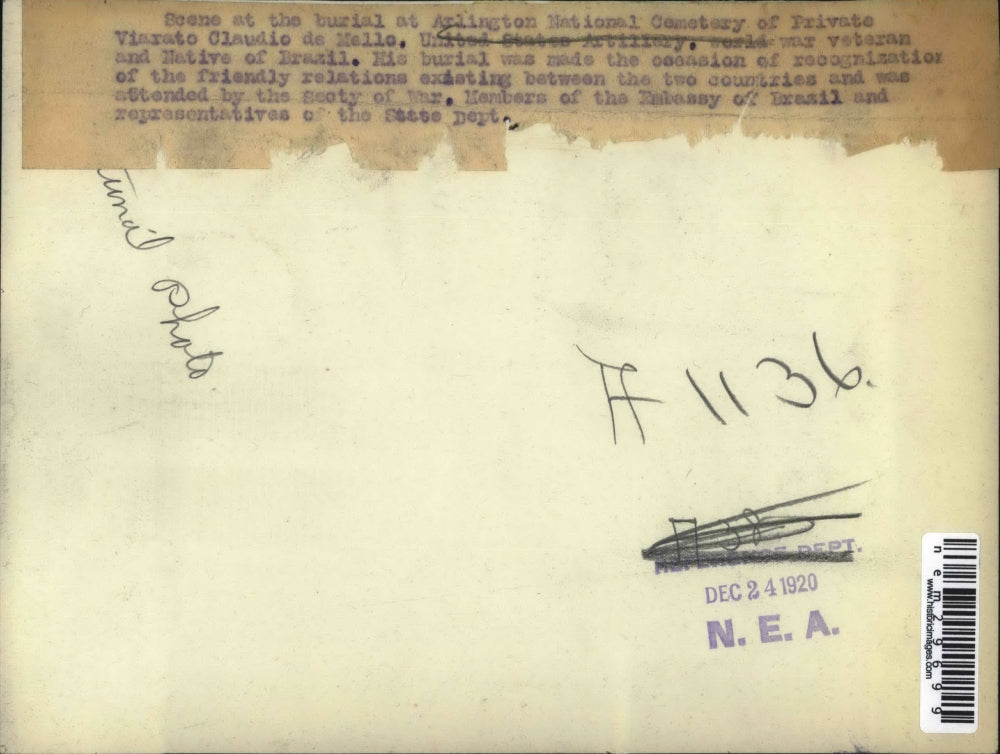 Scene at the burial at Arlington National Cemetery of Private
Viarato Claudio de Mello, United States Artillery, world war veteran
and Native of Brazil. His burial was made the occasion of recognization
of the friendly relations existing between the two countries and was
attended by the Secty of War, Members of the Embassy of Brazil and
representatives of the State Dept.
Photo
A 1136.
REFERENCE DEPT.
DEC 24 1920
N. E. A.
nem29699
www.historicimages.com